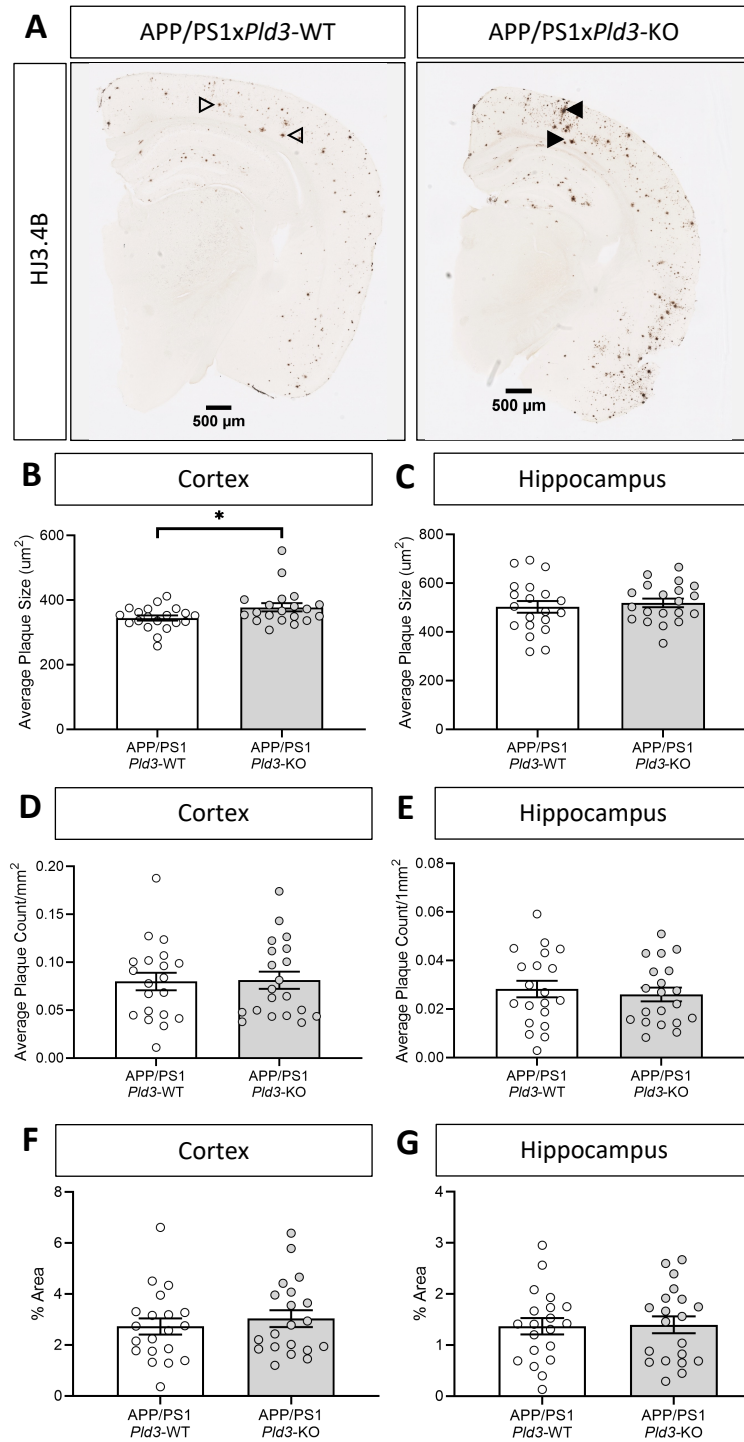 A
APP/PS1xPld3-WT
APP/PS1xPld3-KO
HJ3.4B
500 µm
500 µm
B
Cortex
C
Hippocampus
Average Plaque Size (um²)
600
400
200
0
*
APP/PS1
Pld3-WT
APP/PS1
Pld3-KO
Average Plaque Size (um²)
800
600
400
200
0
APP/PS1
Pld3-WT
APP/PS1
Pld3-KO
D
Cortex
E
Hippocampus
Average Plaque Count/mm²
0.20
0.15
0.10
0.05
0.00
APP/PS1
Pld3-WT
APP/PS1
Pld3-KO
Average Plaque Count/1mm²
0.08
0.06
0.04
0.02
0.00
APP/PS1
Pld3-WT
APP/PS1
Pld3-KO
F
Cortex
G
Hippocampus
% Area
8
6
4
2
0
APP/PS1
Pld3-WT
APP/PS1
Pld3-KO
% Area
4
3
2
1
0
APP/PS1
Pld3-WT
APP/PS1
Pld3-KO